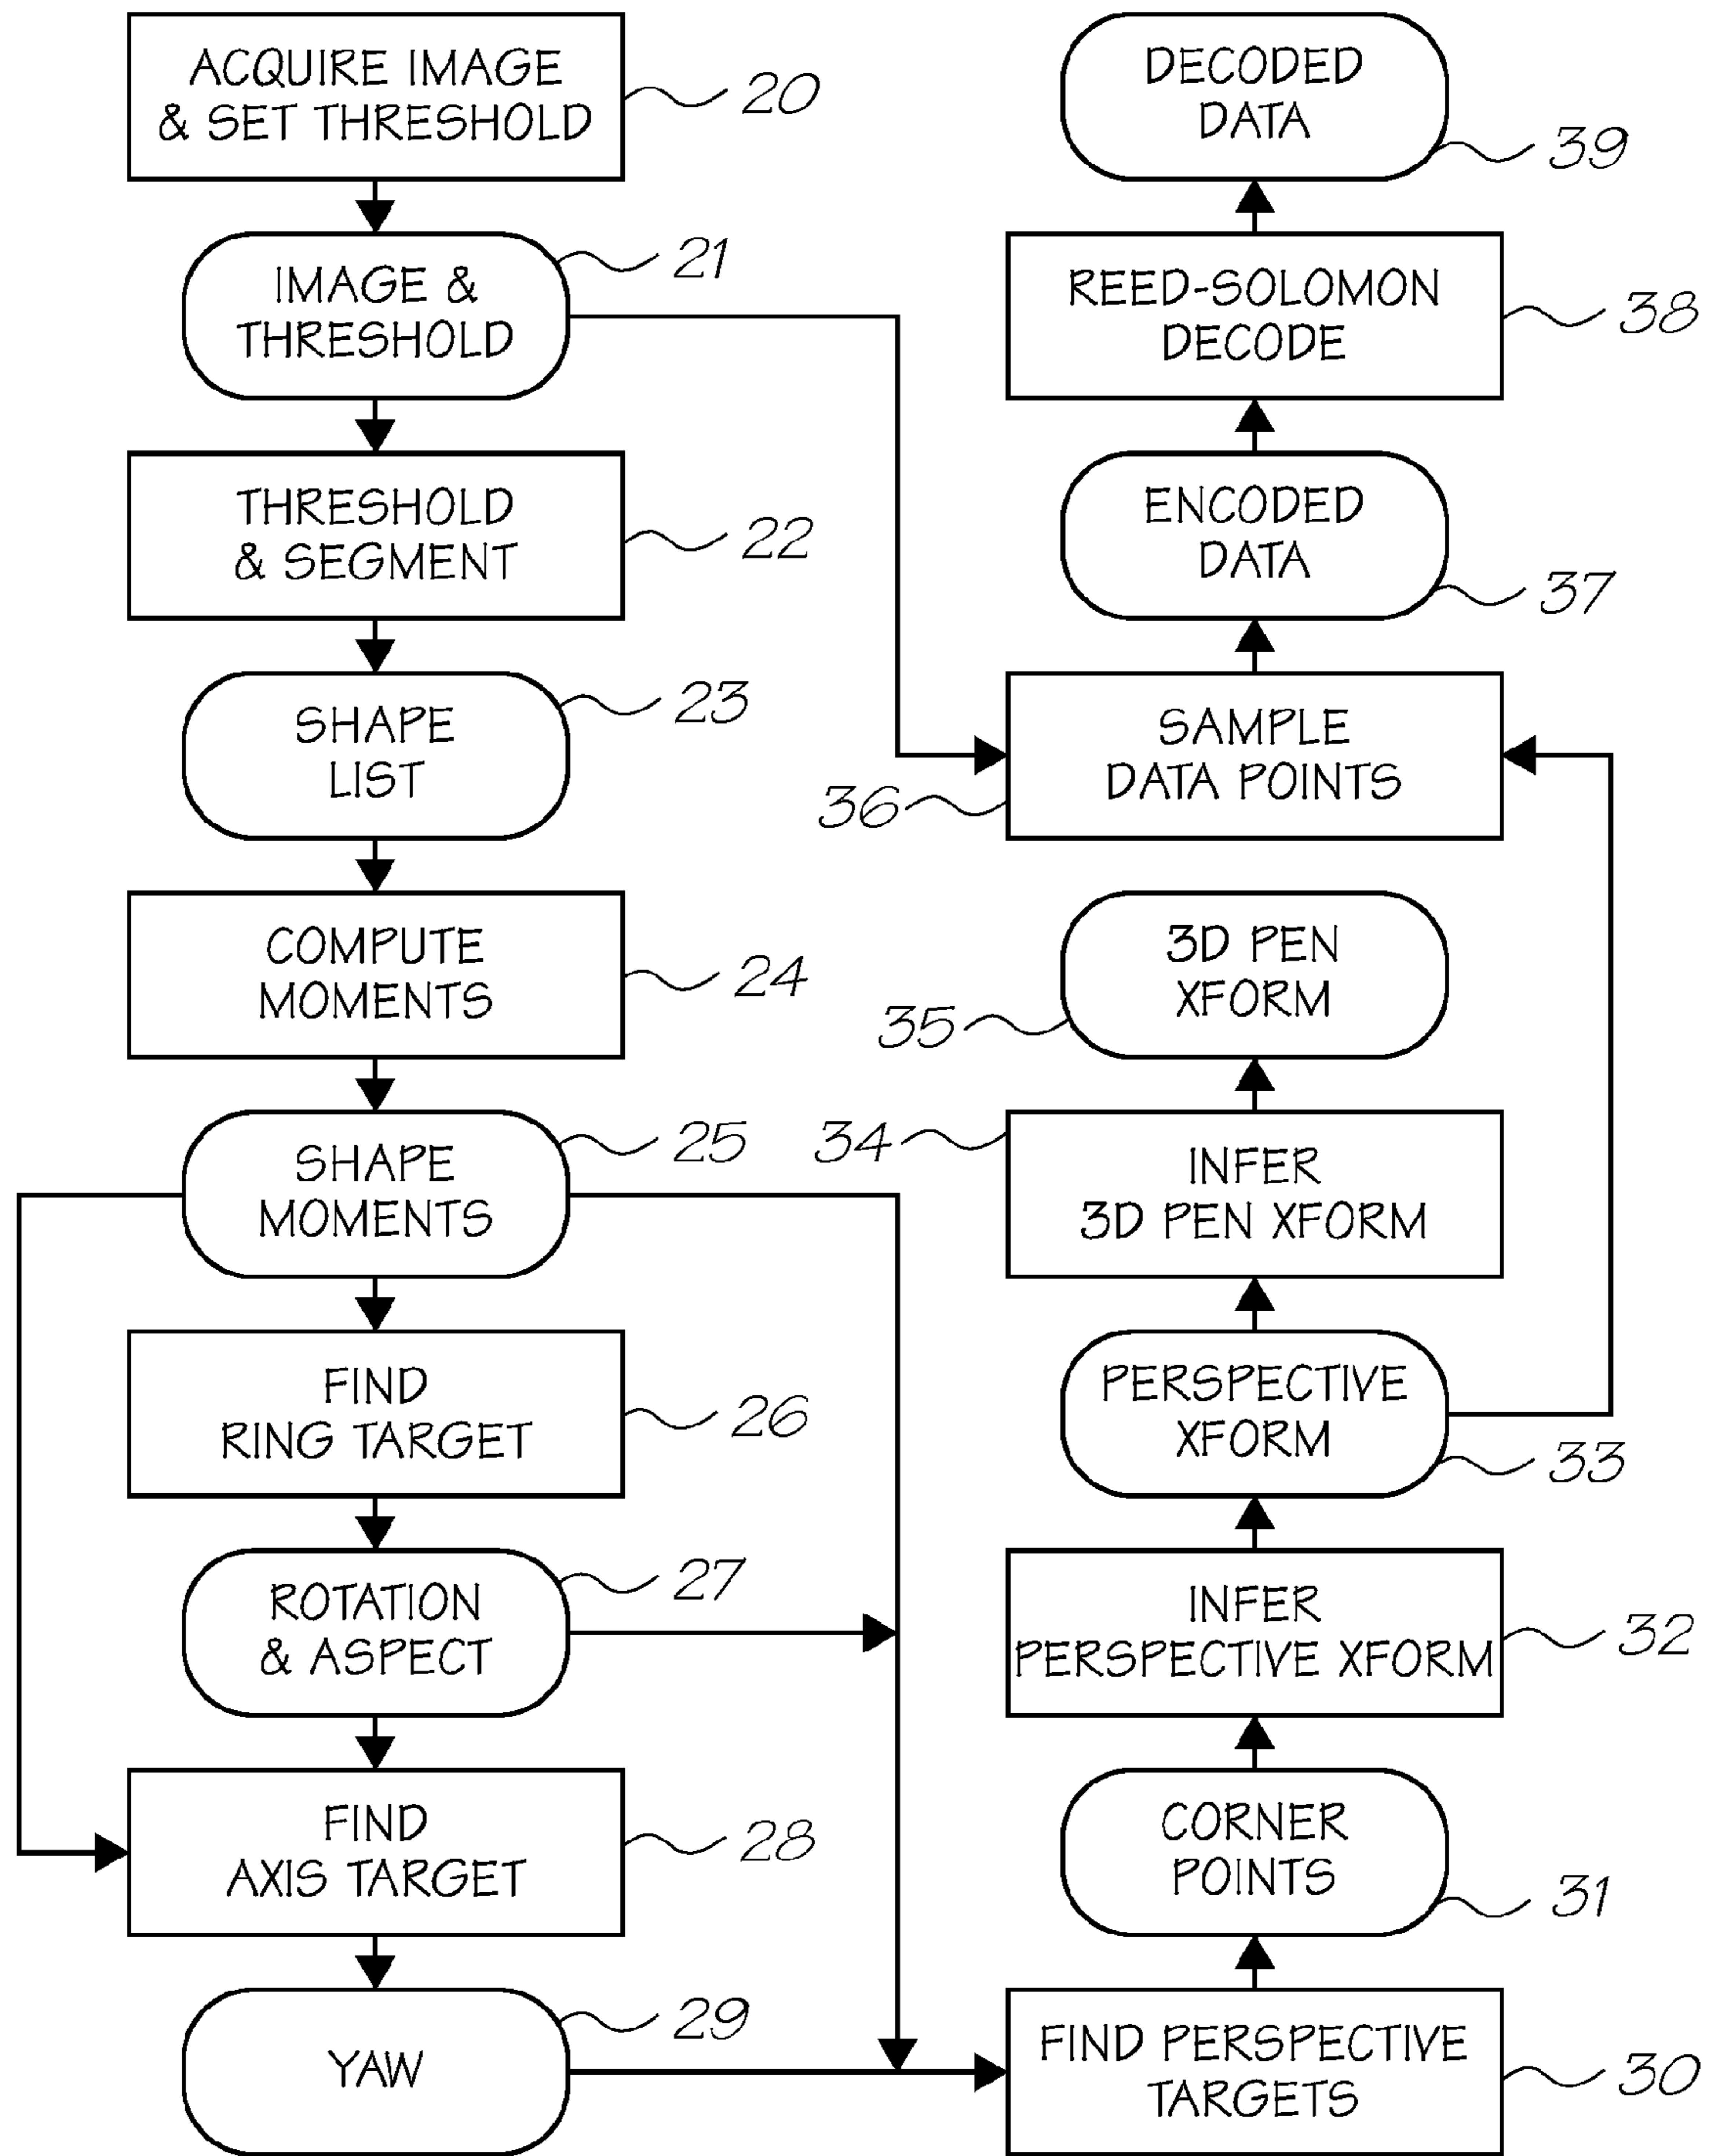 ACQUIRE IMAGE
& SET THRESHOLD
20
IMAGE &
THRESHOLD
21
THRESHOLD
& SEGMENT
22
SHAPE
LIST
23
COMPUTE
MOMENTS
24
SHAPE
MOMENTS
25
FIND
RING TARGET
26
ROTATION
& ASPECT
27
FIND
AXIS TARGET
28
YAW
29
FIND PERSPECTIVE
TARGETS
30
CORNER
POINTS
31
INFER
PERSPECTIVE XFORM
32
PERSPECTIVE
XFORM
33
INFER
3D PEN XFORM
34
3D PEN
XFORM
35
SAMPLE
DATA POINTS
36
ENCODED
DATA
37
REED-SOLOMON
DECODE
38
DECODED
DATA
39